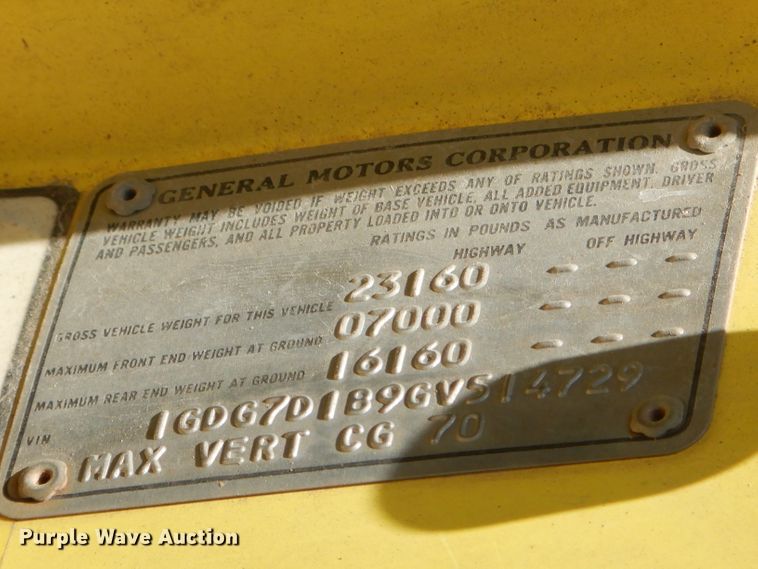 GENERAL MOTORS CORPORATION
WARRANTY MAY BE VOIDED IF WEIGHT EXCEEDS ANY OF RATINGS SHOWN. GROSS
VEHICLE WEIGHT INCLUDES WEIGHT OF BASE VEHICLE, ALL ADDED EQUIPMENT, DRIVER
AND PASSENGERS, AND ALL PROPERTY LOADED INTO OR ONTO VEHICLE.
RATINGS IN POUNDS AS MANUFACTURED
HIGHWAY OFF HIGHWAY
GROSS VEHICLE WEIGHT FOR THIS VEHICLE 23160 - - -
MAXIMUM FRONT END WEIGHT AT GROUND 07000 - - -
MAXIMUM REAR END WEIGHT AT GROUND 16160 - - -
VIN 1GDG7D1B9GV514729
MAX VERT CG 70
Purple Wave Auction